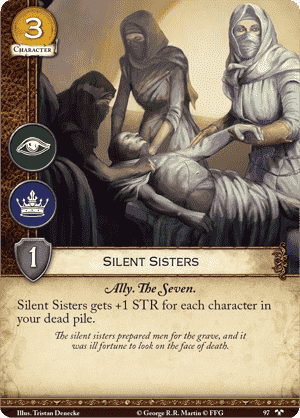 3
CHARACTER
1
SILENT SISTERS
Ally. The Seven.
Silent Sisters gets +1 STR for each character in
your dead pile.
The silent sisters prepared men for the grave, and it
was ill fortune to look on the face of death.
Illus. Tristan Denecke
© George R.R. Martin © FFG
97